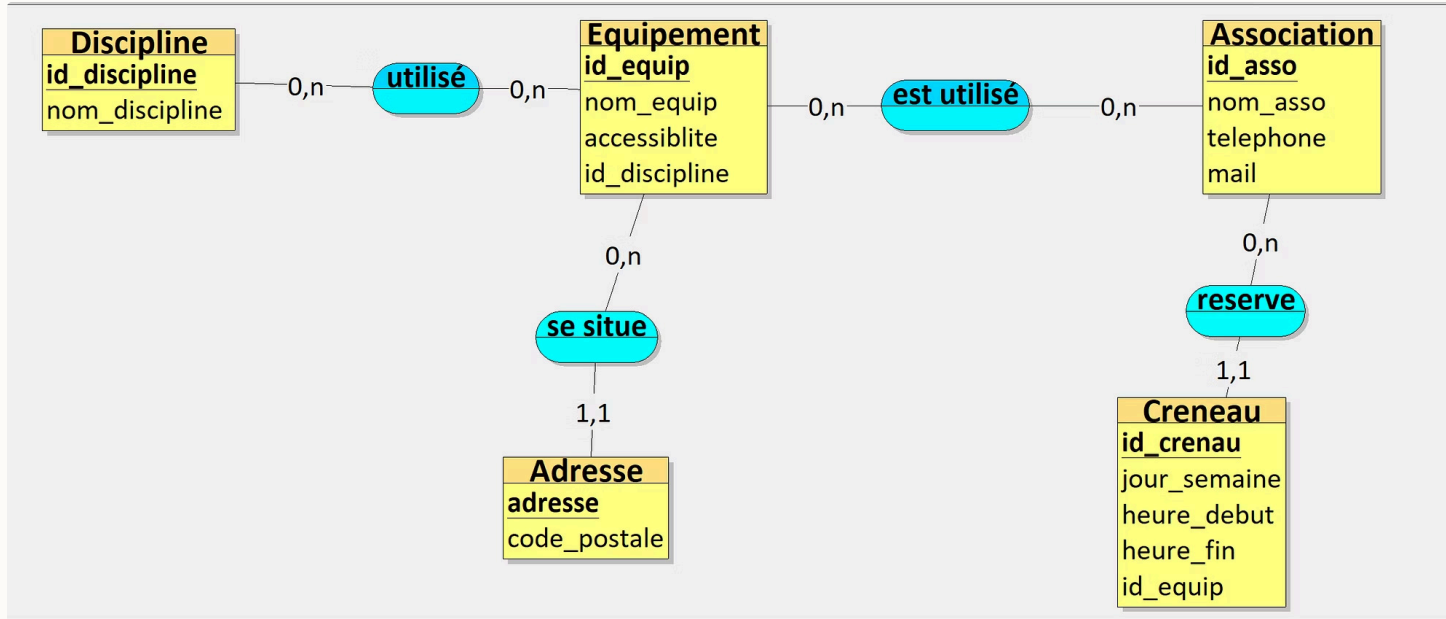 Discipline
id_discipline
nom_discipline
0,n
utilisé
0,n
Equipement
id_equip
nom_equip
accessiblite
id_discipline
0,n
est utilisé
0,n
Association
id_asso
nom_asso
telephone
mail
0,n
se situe
1,1
Adresse
adresse
code_postale
0,n
reserve
1,1
Creneau
id_crenau
jour_semaine
heure_debut
heure_fin
id_equip